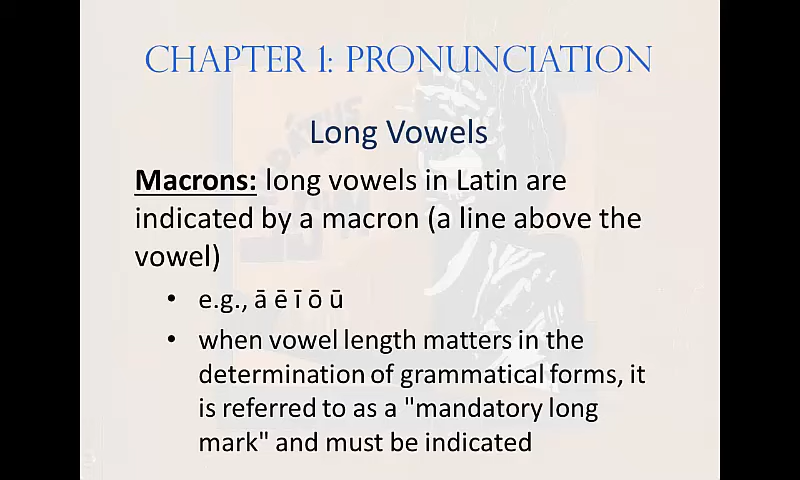 CHAPTER 1: PRONUNCIATION
Long Vowels
Macrons: long vowels in Latin are
indicated by a macron (a line above the
vowel)
• e.g., ā ē ī ō ū
• when vowel length matters in the
determination of grammatical forms, it
is referred to as a "mandatory long
mark" and must be indicated